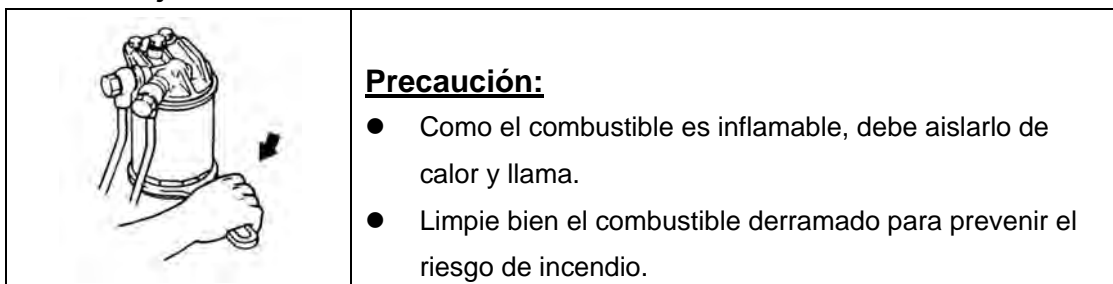 Precaución:
● Como el combustible es inflamable, debe aislarlo de
calor y llama.
● Limpie bien el combustible derramado para prevenir el
riesgo de incendio.